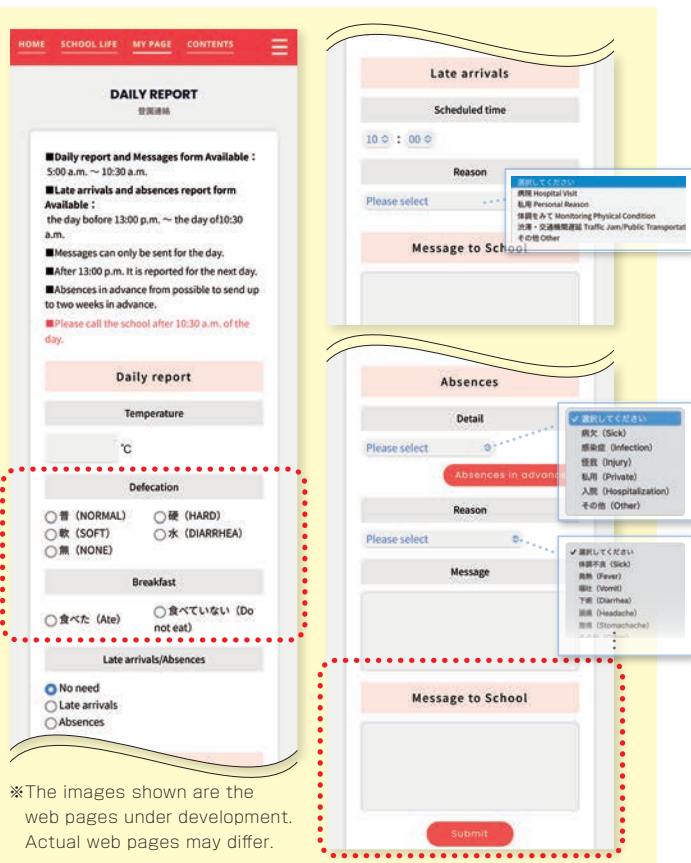 HOME SCHOOL LIFE MY PAGE CONTENTS
DAILY REPORT
登園連絡
■Daily report and Messages form Available：
5:00 a.m. ～ 10:30 a.m.
■Late arrivals and absences report form
Available：
the day bofore 13:00 p.m. ～ the day of10:30
a.m.
■Messages can only be sent for the day.
■After 13:00 p.m. It is reported for the next day.
■Absences in advance from possible to send up
to two weeks in advance.
■Please call the school after 10:30 a.m. of the
day.
Daily report
Temperature
℃
Defecation
普（NORMAL） 硬（HARD）
軟（SOFT） 水（DIARRHEA）
無（NONE）
Breakfast
食べた（Ate） 食べていない（Do
not eat）
Late arrivals/Absences
No need
Late arrivals
Absences
※The images shown are the
web pages under development.
Actual web pages may differ.
Late arrivals
Scheduled time
10 : 00
Reason
Please select
選択してください
病院 Hospital Visit
私用 Personal Reason
体調をみて Monitoring Physical Condition
渋滞・交通機関遅延 Traffic Jam/Public Transportat
その他 Other
Message to School
Absences
Detail
Please select
Absences in advance
✓ 選択してください
病欠（Sick）
感染症（Infection）
怪我（Injury）
私用（Private）
入院（Hospitalization）
その他（Other）
Reason
Please select
✓ 選択してください
体調不良（Sick）
発熱（Fever）
嘔吐（Vomit）
下痢（Diarrhea）
頭痛（Headache）
腹痛（Stomachache）
Message
Message to School
Submit